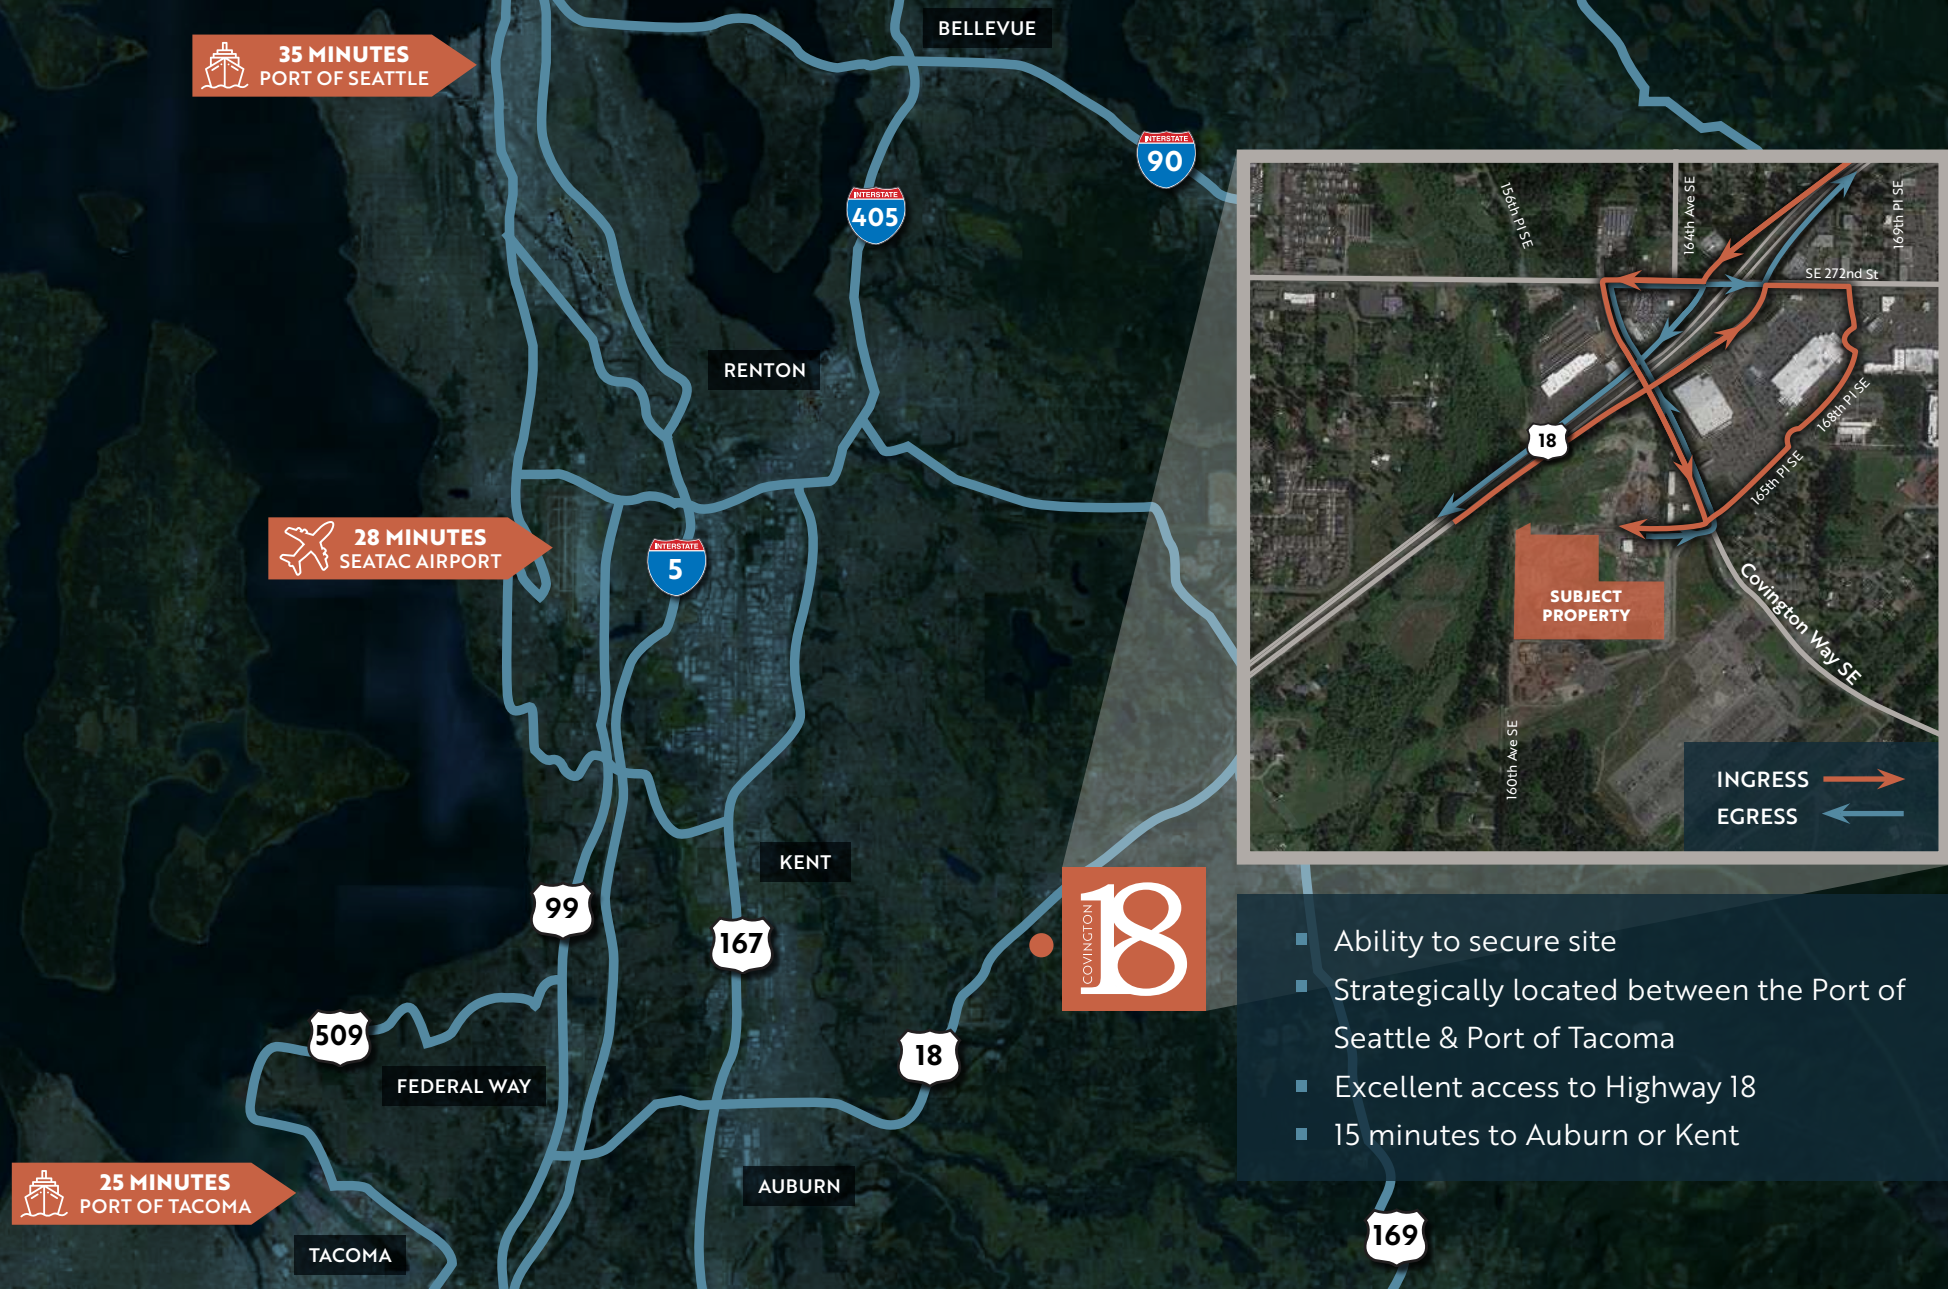 BELLEVUE
35 MINUTES
PORT OF SEATTLE
INTERSTATE
90
INTERSTATE
405
156th Pl SE
164th Ave SE
169th Pl SE
SE 272nd St
RENTON
168th Pl SE
18
165th Pl SE
28 MINUTES
SEATAC AIRPORT
INTERSTATE
5
SUBJECT
PROPERTY
Covington Way SE
160th Ave SE
INGRESS
EGRESS
KENT
99
167
COVINGTON
18
509
18
FEDERAL WAY
Ability to secure site
Strategically located between the Port of
Seattle & Port of Tacoma
Excellent access to Highway 18
15 minutes to Auburn or Kent
25 MINUTES
PORT OF TACOMA
AUBURN
169
TACOMA